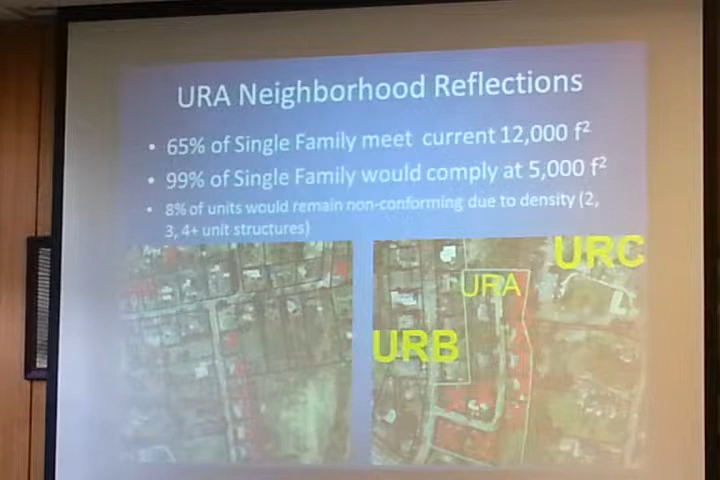 URA Neighborhood Reflections
• 65% of Single Family meet current 12,000 f²
• 99% of Single Family would comply at 5,000 f²
• 8% of units would remain non-conforming due to density (2,
3, 4+ unit structures)
URC
URA
URB